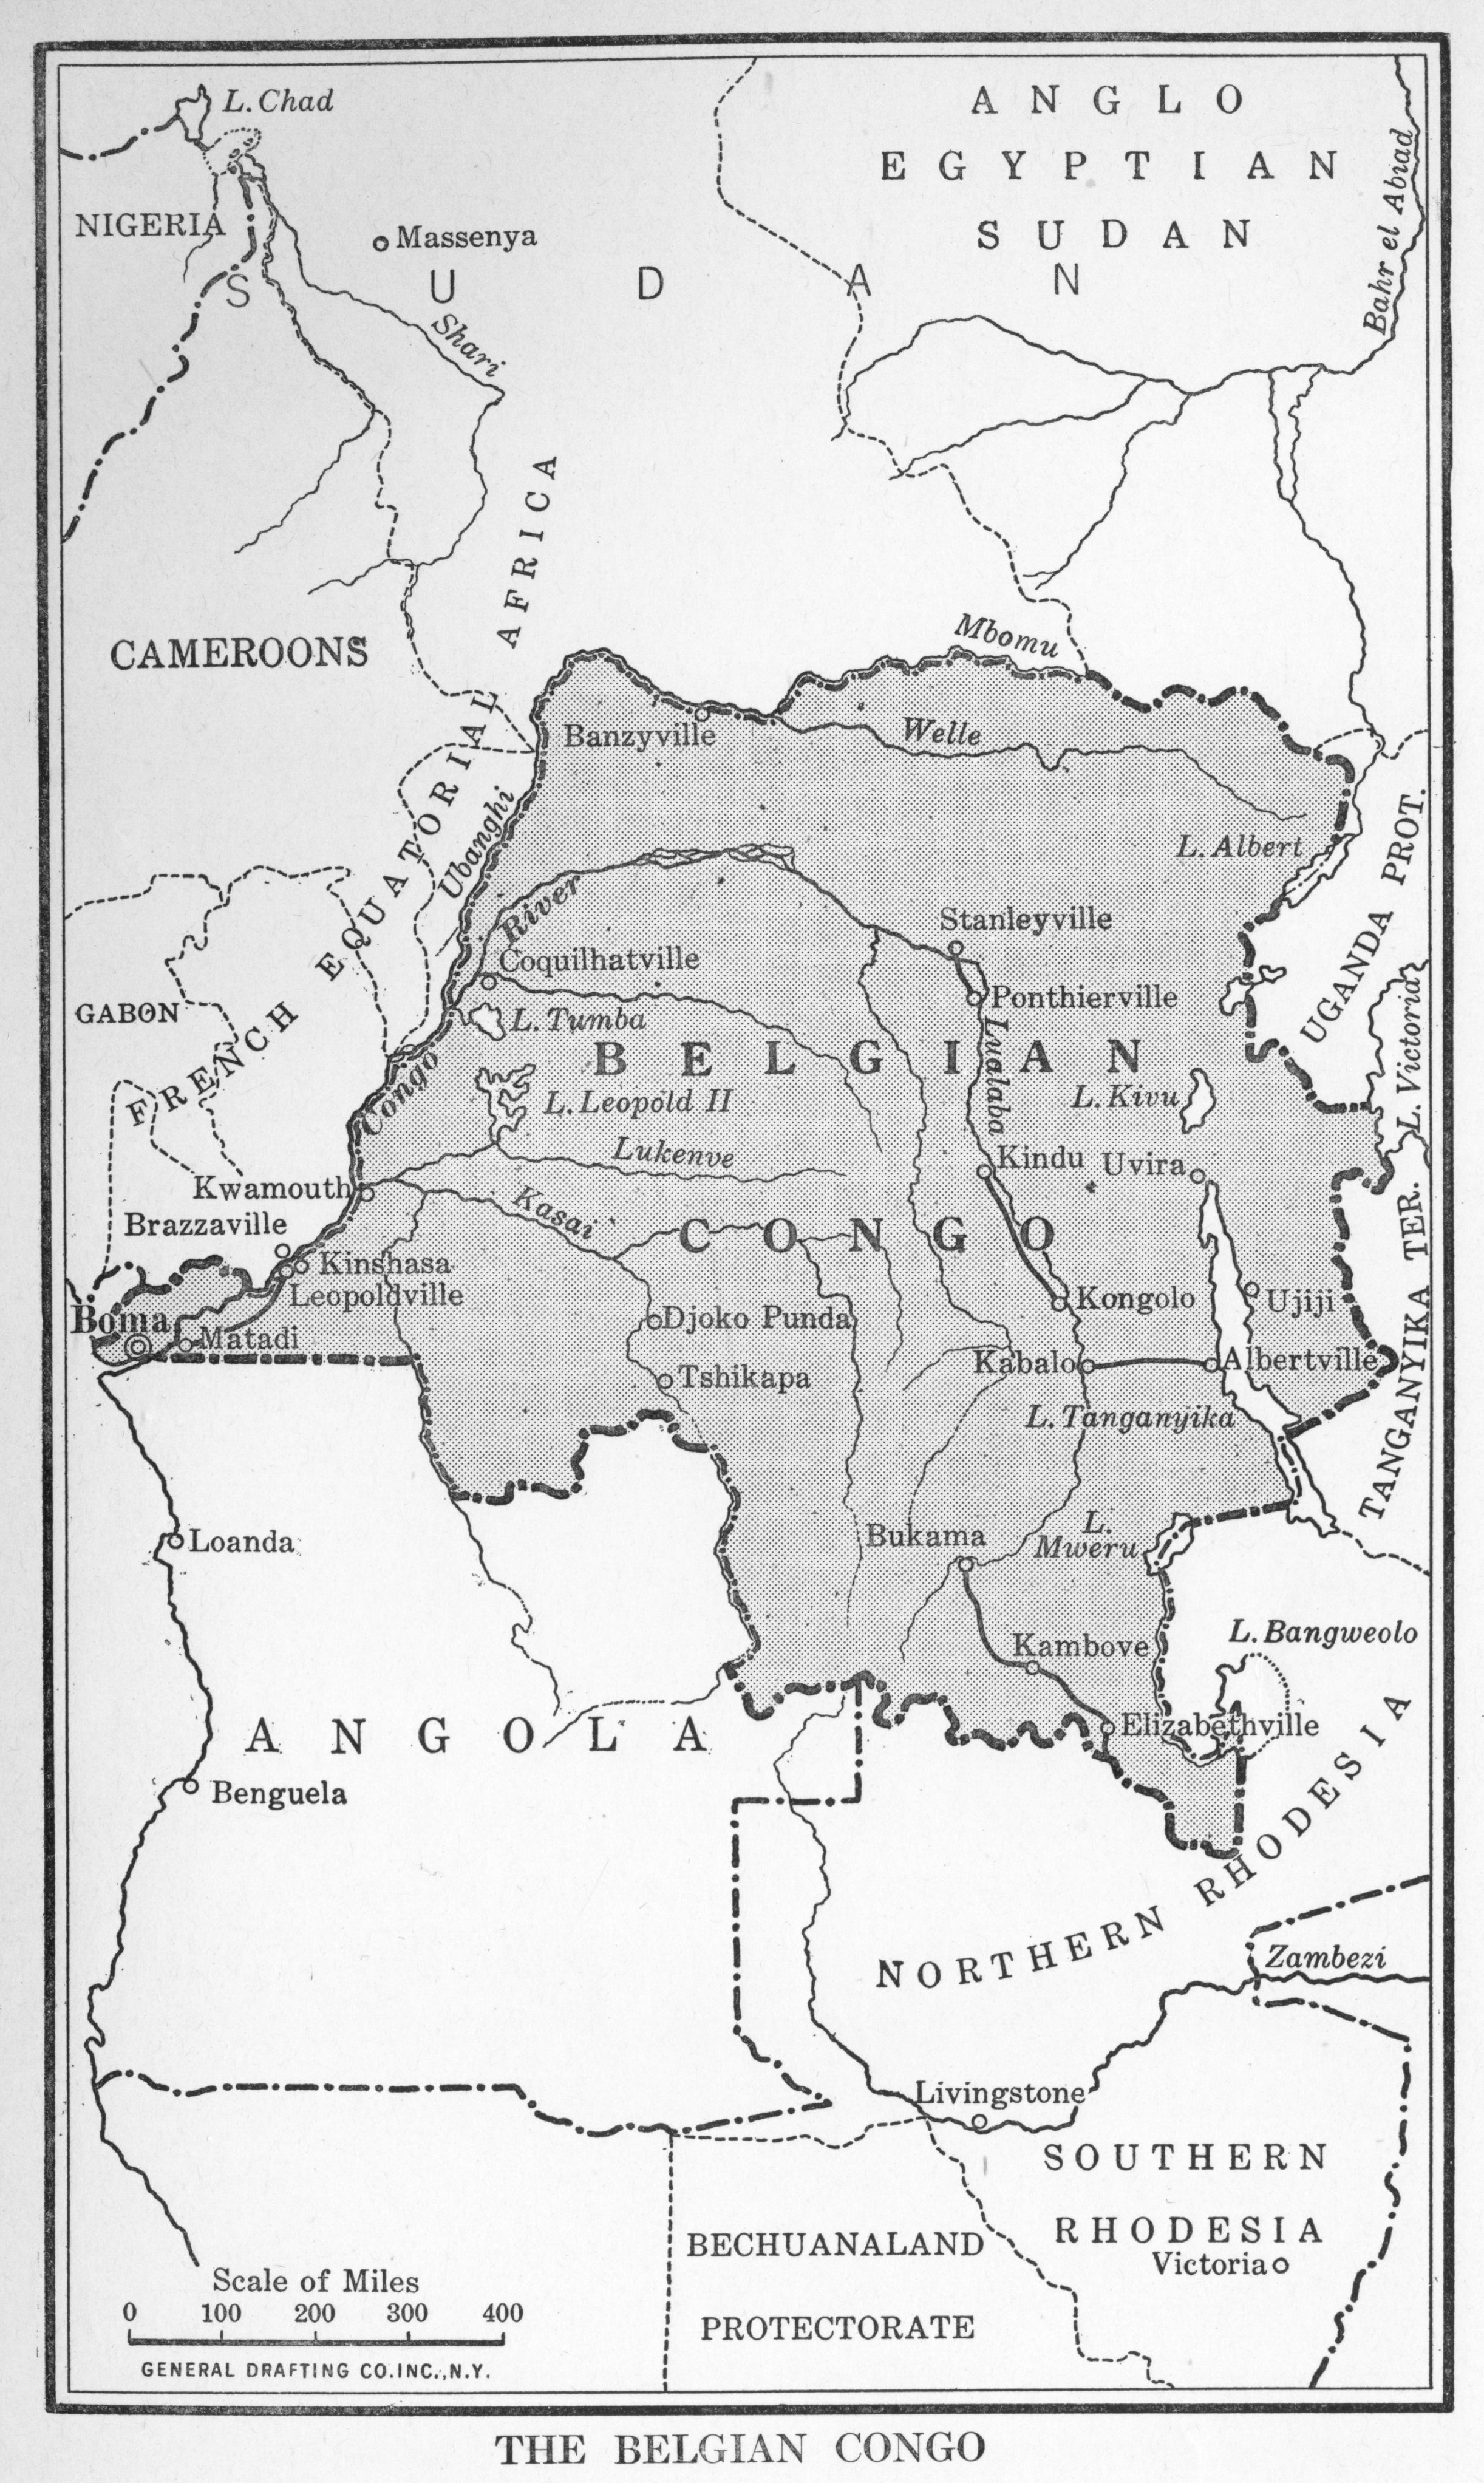 L. Chad
ANGLO
EGYPTIAN
SUDAN
Bahr el Abiad
NIGERIA
Massenya
SUDAN
Shari
FRENCH EQUATORIAL AFRICA
CAMEROONS
Mbomu
Banzyville
Welle
Ubanghi
L. Albert
UGANDA PROT.
River
Stanleyville
Coquilhatville
Ponthierville
GABON
L. Tumba
L. Victoria
BELGIAN
Lualaba
Congo
L. Leopold II
L. Kivu
Lukenye
Kindu
Uvira
Kwamouth
Kasai
Brazzaville
CONGO
Kinshasa
Leopoldville
Kongolo
Ujiji
Boma
Matadi
Djoko Punda
Kabalo
Albertville
TANGANYIKA TER.
Tshikapa
L. Tanganyika
Loanda
Bukama
L.
Mweru
L. Bangweolo
Kambove
Elizabethville
ANGOLA
Benguela
NORTHERN RHODESIA
Zambezi
Livingstone
SOUTHERN
RHODESIA
Victoria
BECHUANALAND
PROTECTORATE
Scale of Miles
0 100 200 300 400
GENERAL DRAFTING CO.INC.,N.Y.
THE BELGIAN CONGO